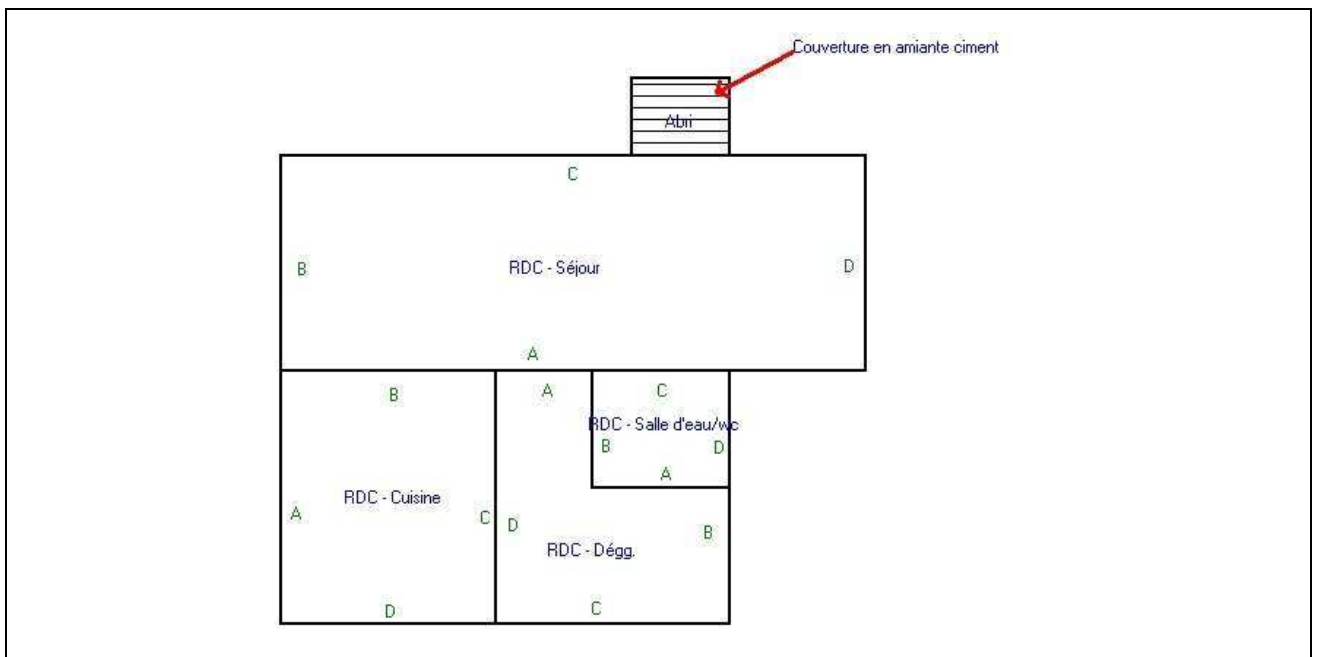 Couverture en amiante ciment
Abri
C
B
RDC - Séjour
D
A
B
A
C
RDC - Salle d'eau/wc
B
D
A
RDC - Cuisine
A
C
D
B
RDC - Dégg.
D
C